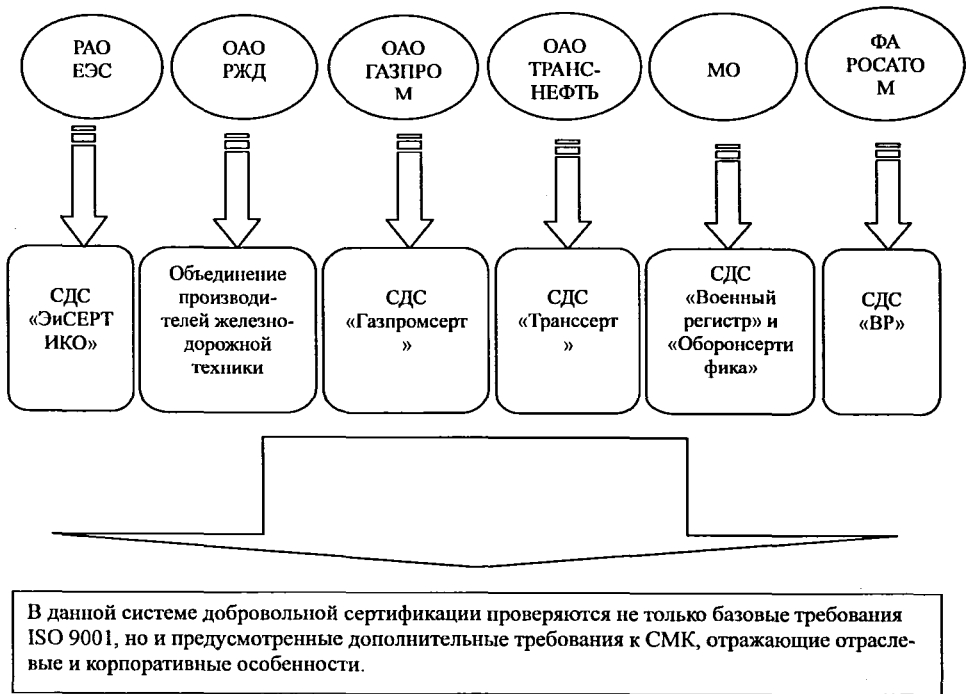 РАО
ЕЭС
ОАО
РЖД
ОАО
ГАЗПРО
М
ОАО
ТРАНС-
НЕФТЬ
МО
ФА
РОСАТО
М
СДС
«ЭиСЕРТ
ИКО»
Объединение
производи-
телей железно-
дорожной
техники
СДС
«Газпромсерт
»
СДС
«Транссерт
»
СДС
«Военный
регистр» и
«Оборонсерти
фика»
СДС
«ВР»
В данной системе добровольной сертификации проверяются не только базовые требования
ISO 9001, но и предусмотренные дополнительные требования к СМК, отражающие отрасле-
вые и корпоративные особенности.